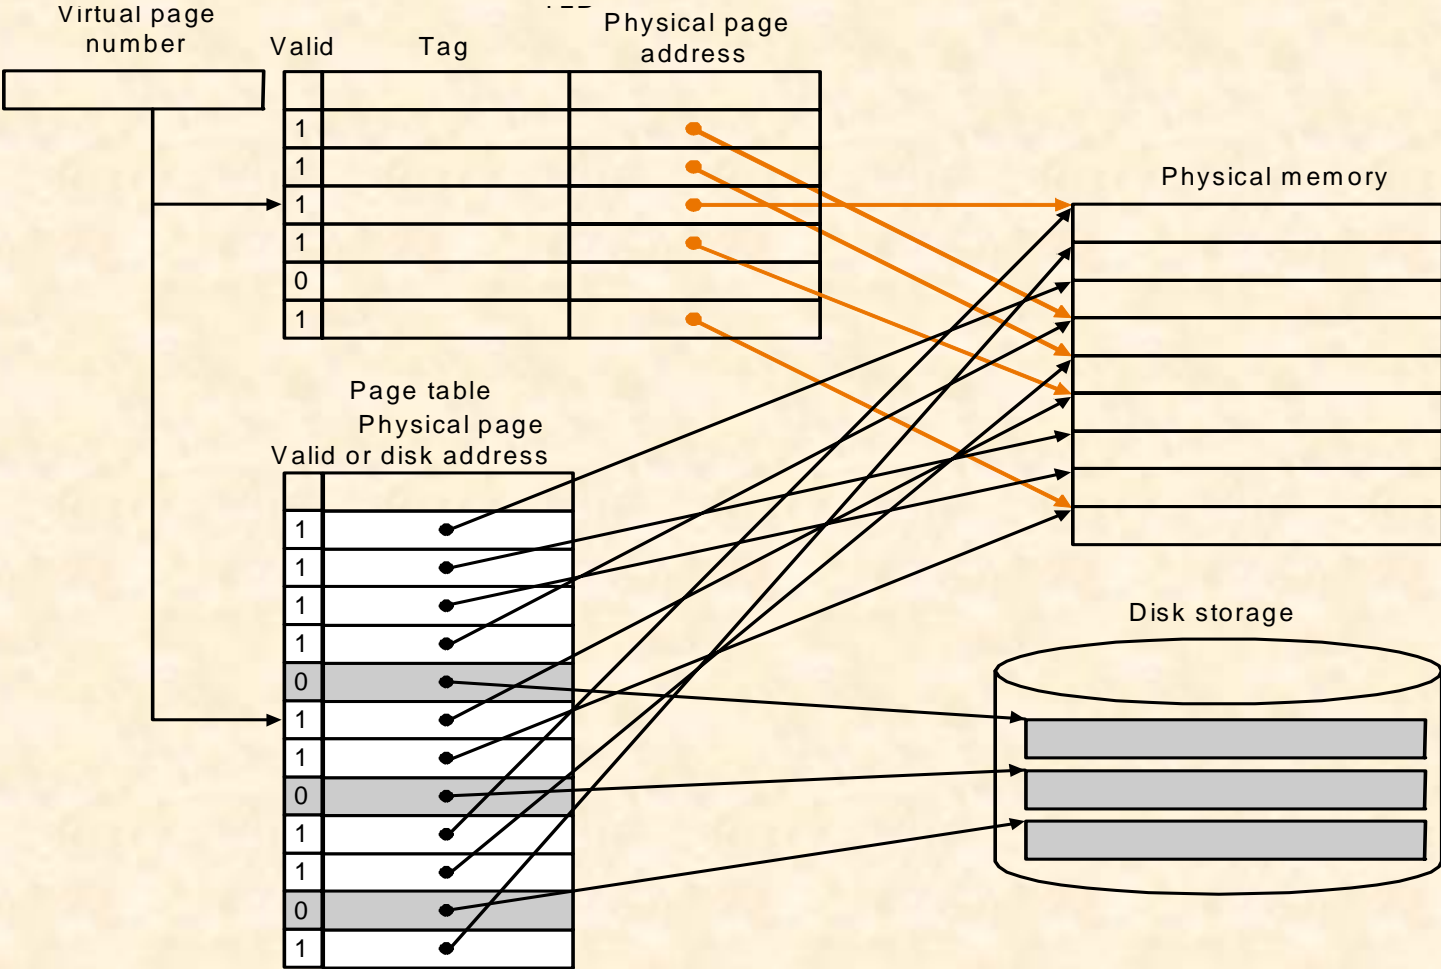 Virtual page
number
Valid
Tag
Physical page
address
1
1
1
1
0
1
Physical memory
Page table
Physical page
Valid or disk address
1
1
1
1
0
1
1
0
1
1
0
1
Disk storage